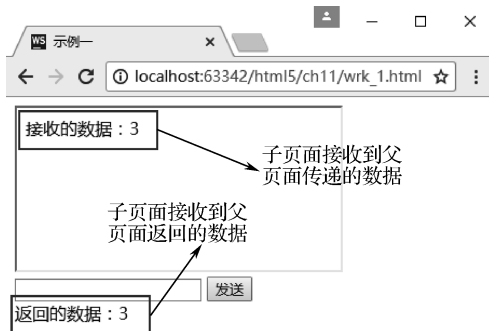 WS 示例一
localhost:63342/html5/ch11/wrk_1.html
接收的数据：3
子页面接收到父
页面传递的数据
子页面接收到父
页面返回的数据
发送
返回的数据：3